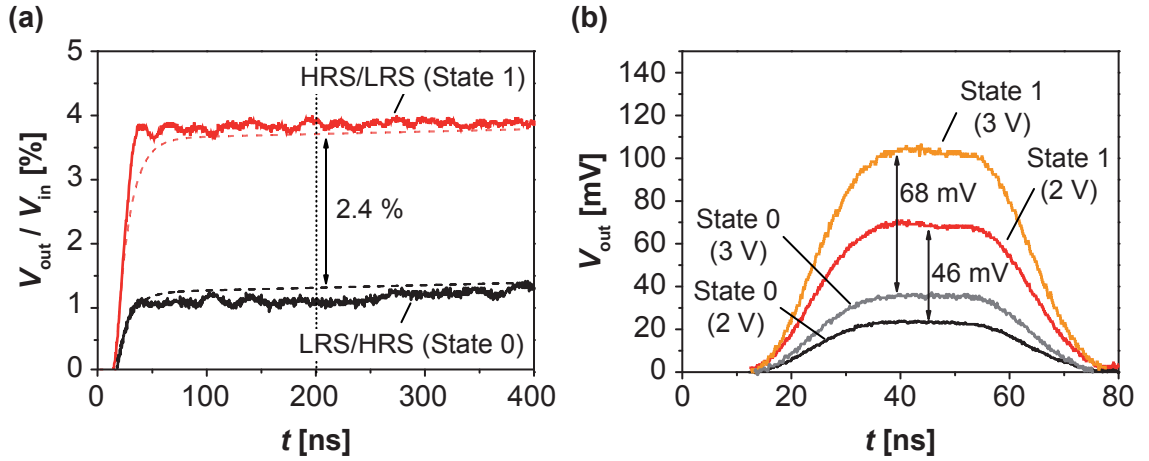 (a)
5
4
3
2
1
0
V_out / V_in [%]
HRS/LRS (State 1)
2.4 %
LRS/HRS (State 0)
0 100 200 300 400
t [ns]
(b)
140
120
100
80
60
40
20
0
V_out [mV]
State 1
(3 V)
State 1
(2 V)
68 mV
State 0
(3 V)
46 mV
State 0
(2 V)
0 20 40 60 80
t [ns]